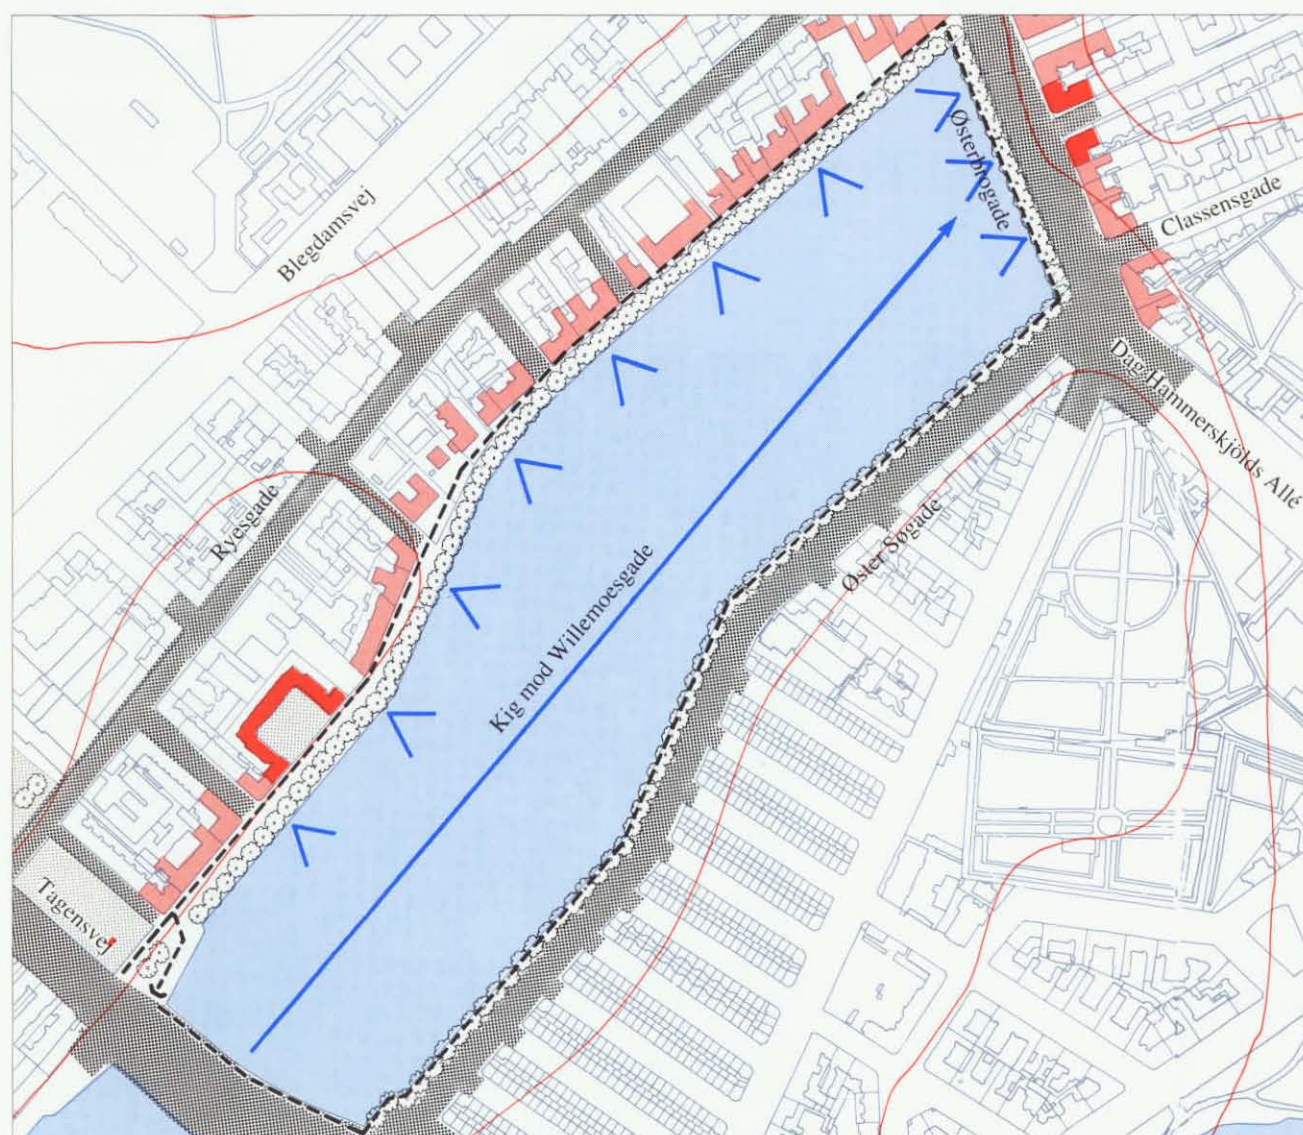 Østerbrogade
Classensgade
Blegdamsvej
Dag Hammerskjölds Allé
Ryesgade
Øster Søgade
Kig mod Willemoesgade
Tagensvej